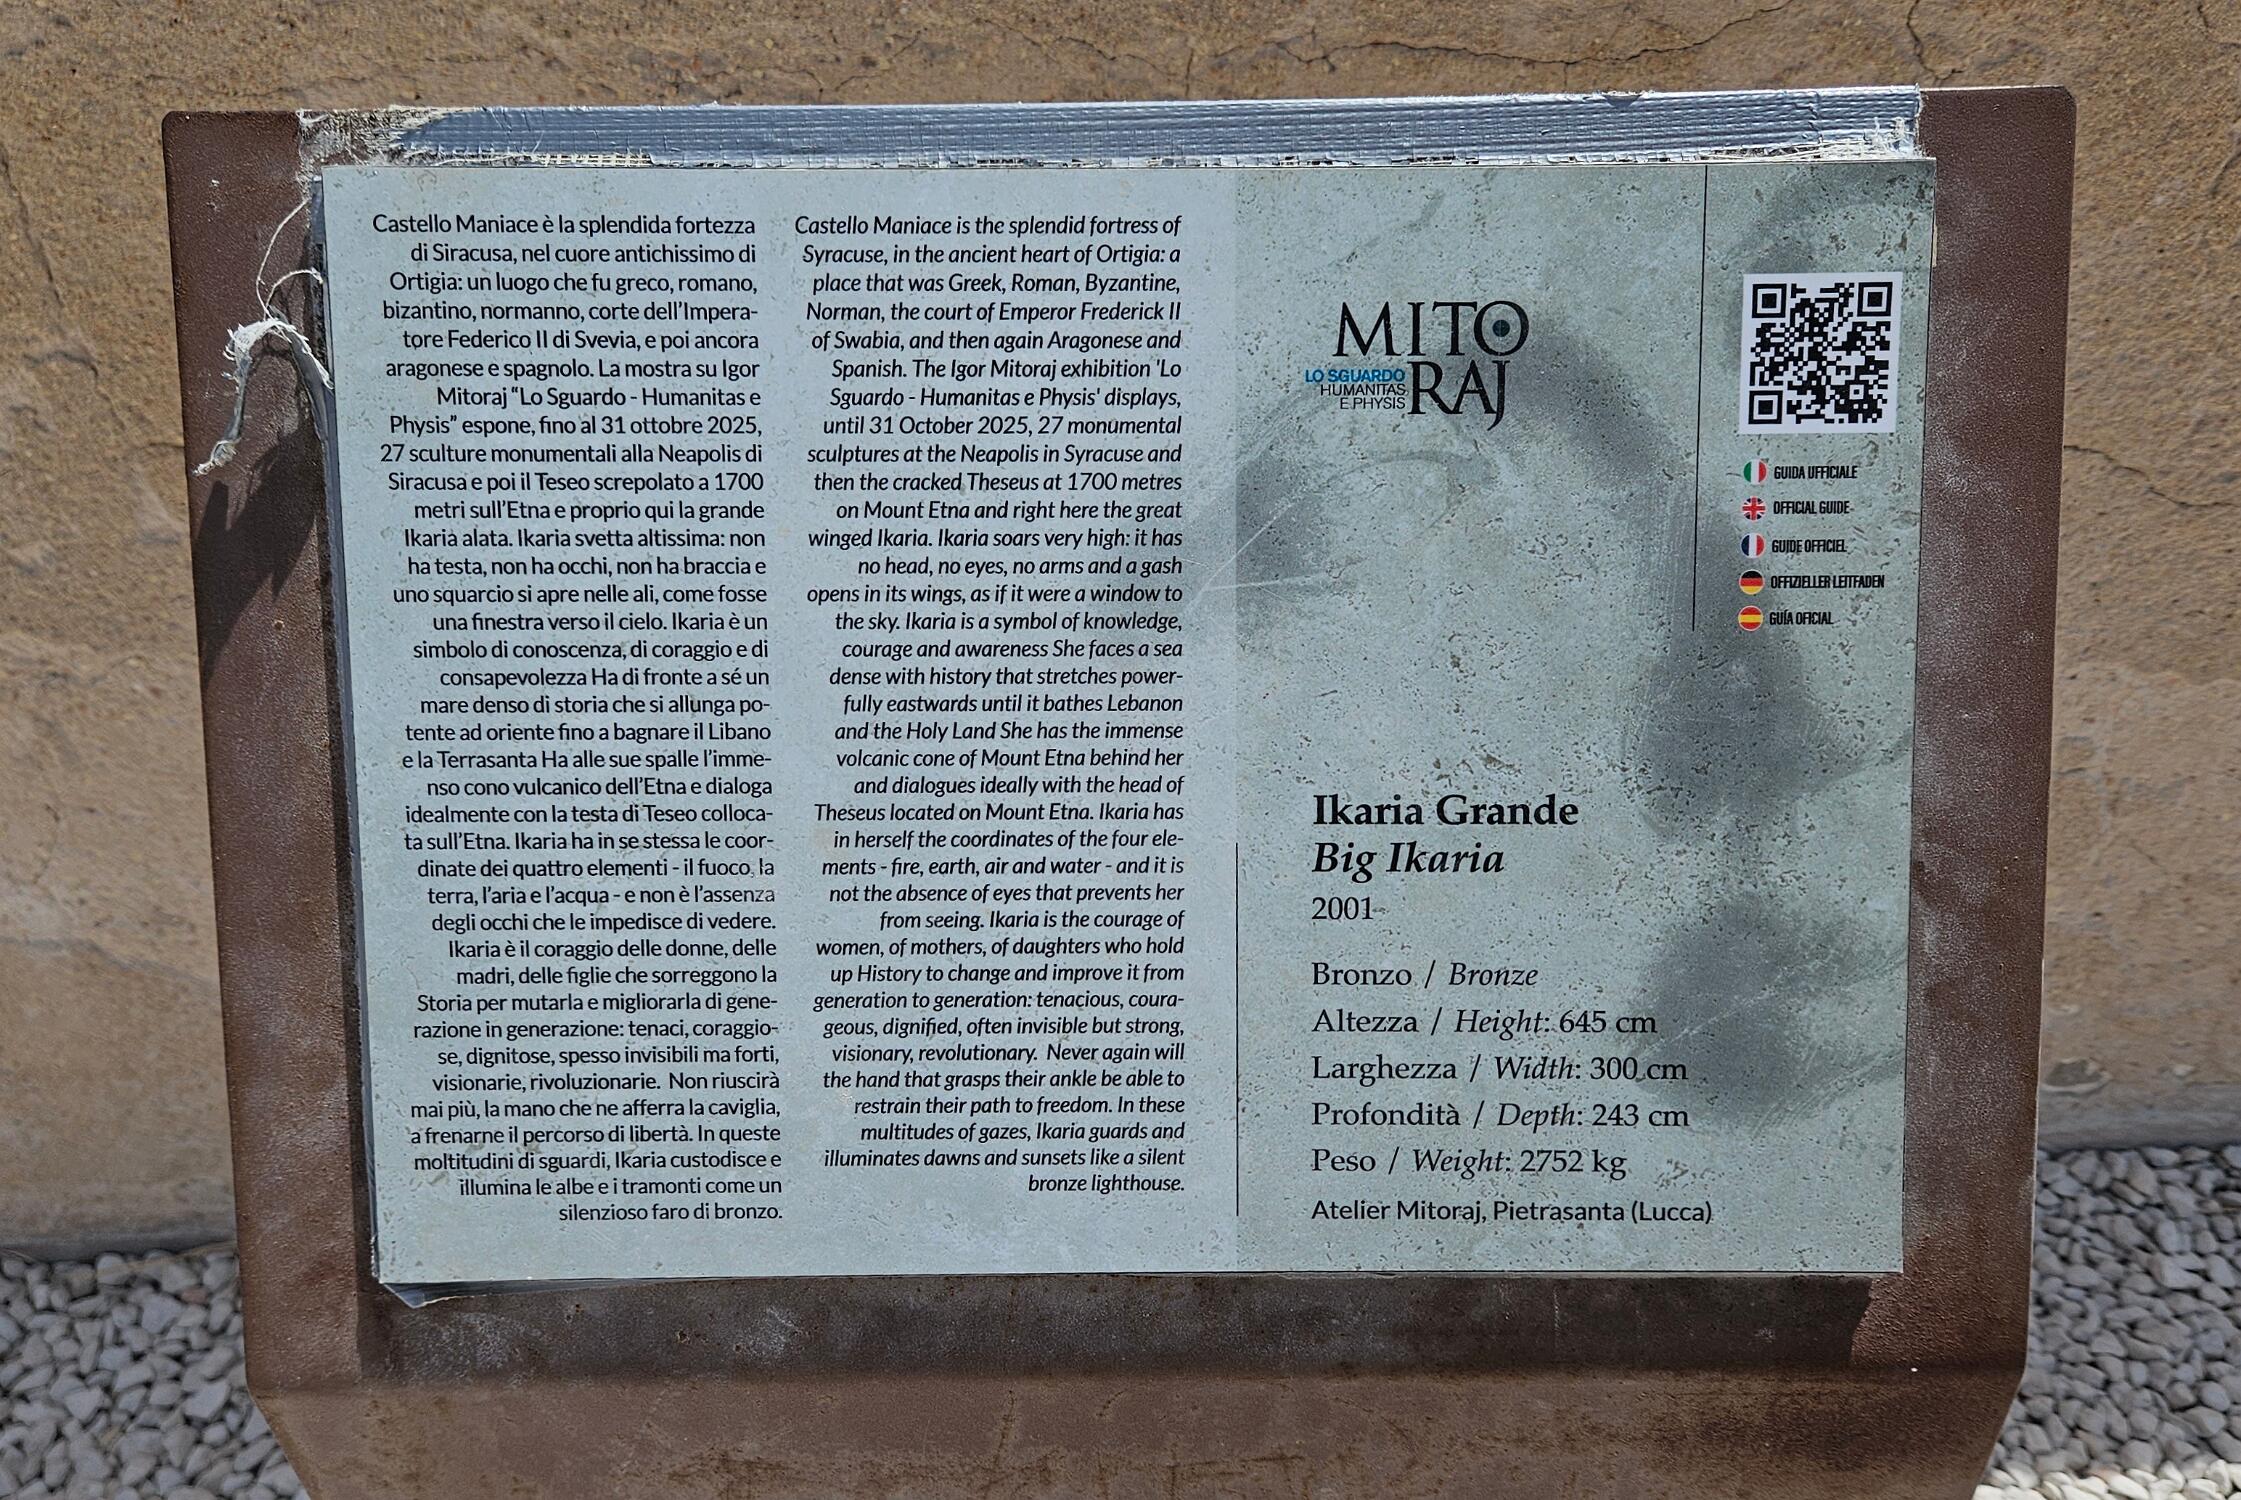 Castello Maniace è la splendida fortezza
di Siracusa, nel cuore antichissimo di
Ortigia: un luogo che fu greco, romano,
bizantino, normanno, corte dell'Impera-
tore Federico II di Svevia, e poi ancora
aragonese e spagnolo. La mostra su Igor
Mitoraj “Lo Sguardo - Humanitas e
Physis” espone, fino al 31 ottobre 2025,
27 sculture monumentali alla Neapolis di
Siracusa e poi il Teseo screpolato a 1700
metri sull'Etna e proprio qui la grande
Ikaria alata. Ikaria svetta altissima: non
ha testa, non ha occhi, non ha braccia e
uno squarcio si apre nelle ali, come fosse
una finestra verso il cielo. Ikaria è un
simbolo di conoscenza, di coraggio e di
consapevolezza Ha di fronte a sé un
mare denso di storia che si allunga po-
tente ad oriente fino a bagnare il Libano
e la Terrasanta Ha alle sue spalle l'imme-
nso cono vulcanico dell'Etna e dialoga
idealmente con la testa di Teseo colloca-
ta sull'Etna. Ikaria ha in se stessa le coor-
dinate dei quattro elementi - il fuoco, la
terra, l'aria e l'acqua - e non è l'assenza
degli occhi che le impedisce di vedere.
Ikaria è il coraggio delle donne, delle
madri, delle figlie che sorreggono la
Storia per mutarla e migliorarla di gene-
razione in generazione: tenaci, coraggio-
se, dignitose, spesso invisibili ma forti,
visionarie, rivoluzionarie. Non riuscirà
mai più, la mano che ne afferra la caviglia,
a frenarne il percorso di libertà. In queste
moltitudini di sguardi, Ikaria custodisce e
illumina le albe e i tramonti come un
silenzioso faro di bronzo.
Castello Maniace is the splendid fortress of
Syracuse, in the ancient heart of Ortigia: a
place that was Greek, Roman, Byzantine,
Norman, the court of Emperor Frederick II
of Swabia, and then again Aragonese and
Spanish. The Igor Mitoraj exhibition 'Lo
Sguardo - Humanitas e Physis' displays,
until 31 October 2025, 27 monumental
sculptures at the Neapolis in Syracuse and
then the cracked Theseus at 1700 metres
on Mount Etna and right here the great
winged Ikaria. Ikaria soars very high: it has
no head, no eyes, no arms and a gash
opens in its wings, as if it were a window to
the sky. Ikaria is a symbol of knowledge,
courage and awareness She faces a sea
dense with history that stretches power-
fully eastwards until it bathes Lebanon
and the Holy Land She has the immense
volcanic cone of Mount Etna behind her
and dialogues ideally with the head of
Theseus located on Mount Etna. Ikaria has
in herself the coordinates of the four ele-
ments - fire, earth, air and water - and it is
not the absence of eyes that prevents her
from seeing. Ikaria is the courage of
women, of mothers, of daughters who hold
up History to change and improve it from
generation to generation: tenacious, coura-
geous, dignified, often invisible but strong,
visionary, revolutionary. Never again will
the hand that grasps their ankle be able to
restrain their path to freedom. In these
multitudes of gazes, Ikaria guards and
illuminates dawns and sunsets like a silent
bronze lighthouse.
MITO
RAJ
LO SGUARDO
HUMANITAS
E PHYSIS
GUIDA UFFICIALE
OFFICIAL GUIDE
GUIDE OFFICIEL
OFFIZIELLER LEITFADEN
GUÍA OFICIAL
Ikaria Grande
Big Ikaria
2001
Bronzo / Bronze
Altezza / Height: 645 cm
Larghezza / Width: 300 cm
Profondità / Depth: 243 cm
Peso / Weight: 2752 kg
Atelier Mitoraj, Pietrasanta (Lucca)